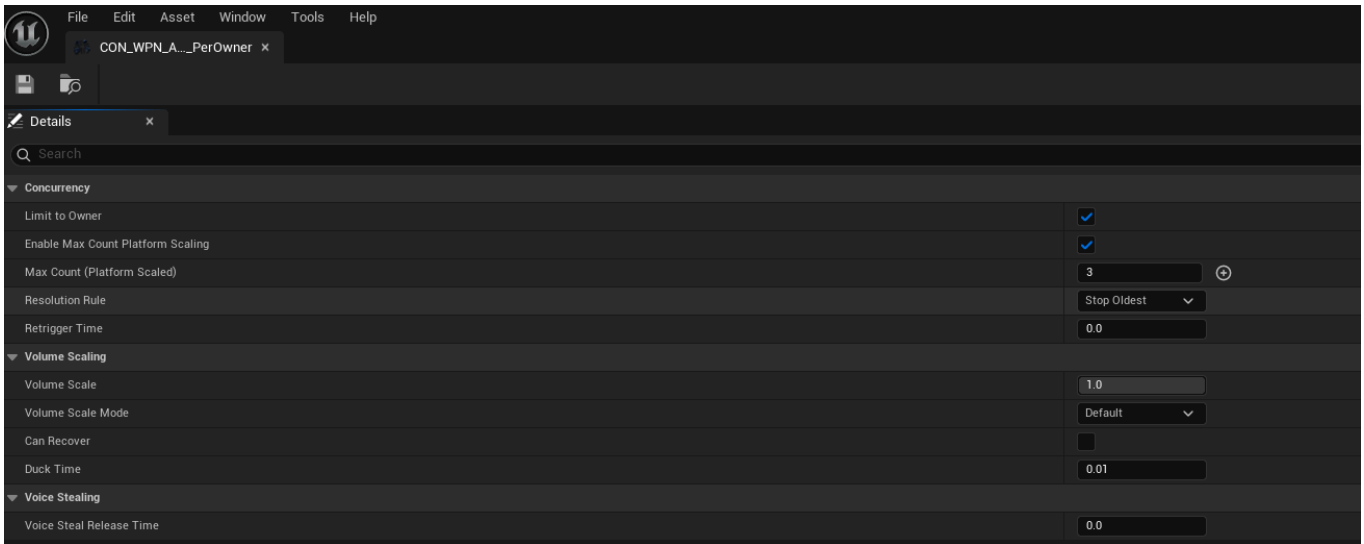 File Edit Asset Window Tools Help
CON_WPN_A..._PerOwner
Details
Search
Concurrency
Limit to Owner
Enable Max Count Platform Scaling
Max Count (Platform Scaled) 3
Resolution Rule Stop Oldest
Retrigger Time 0.0
Volume Scaling
Volume Scale 1.0
Volume Scale Mode Default
Can Recover
Duck Time 0.01
Voice Stealing
Voice Steal Release Time 0.0